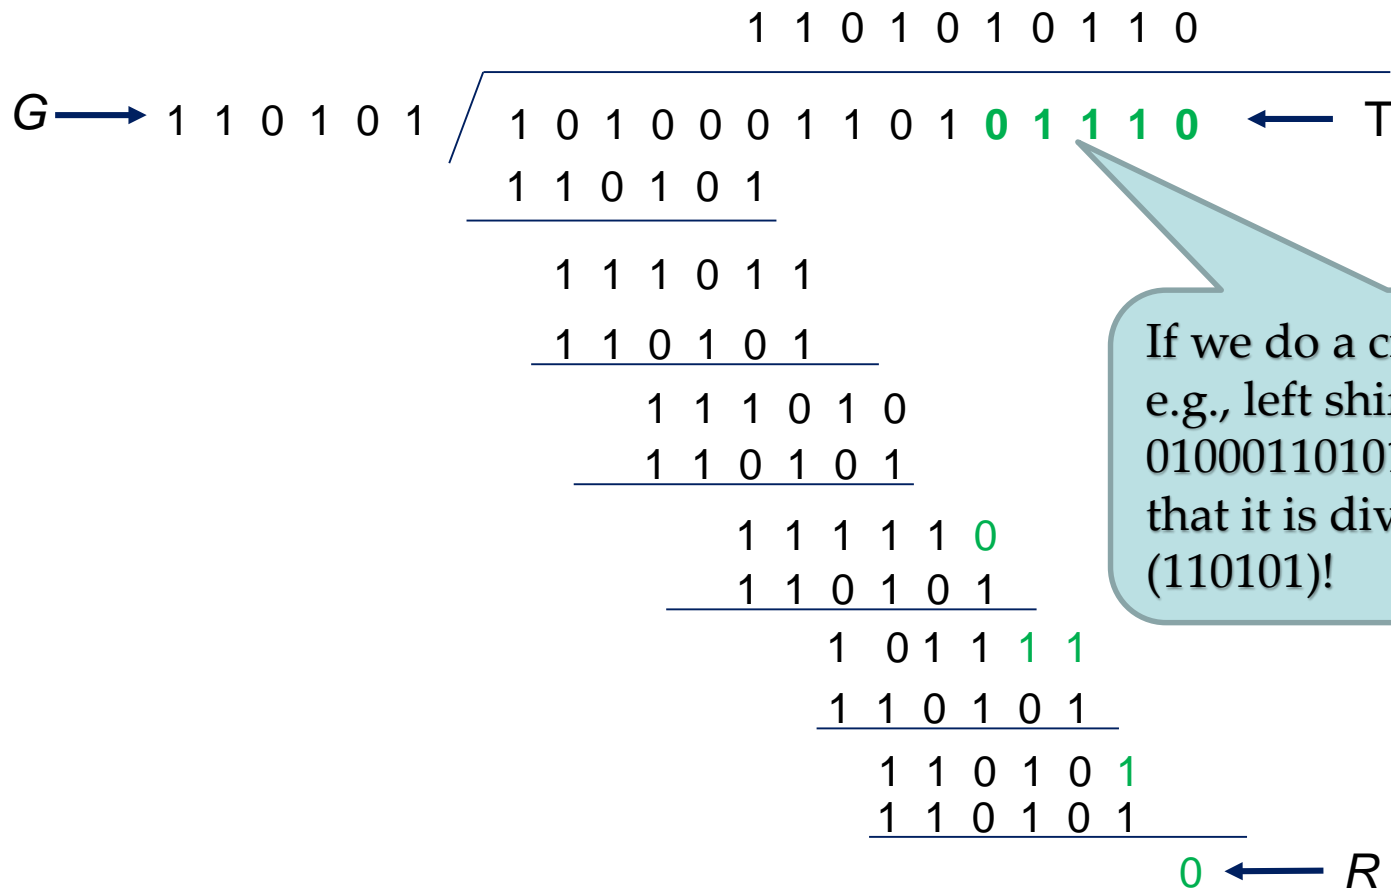 1 1 0 1 0 1 0 1 1 0
G 1 1 0 1 0 1 1 0 1 0 0 0 1 1 0 1 0 1 1 1 0 T
1 1 0 1 0 1
1 1 1 0 1 1
1 1 0 1 0 1
1 1 1 0 1 0
1 1 0 1 0 1
1 1 1 1 1 0
1 1 0 1 0 1
1 0 1 1 1 1
1 1 0 1 0 1
1 1 0 1 0 1
1 1 0 1 0 1
0 R
If we do a
e.g., left
0100011010
that it is
(110101)!